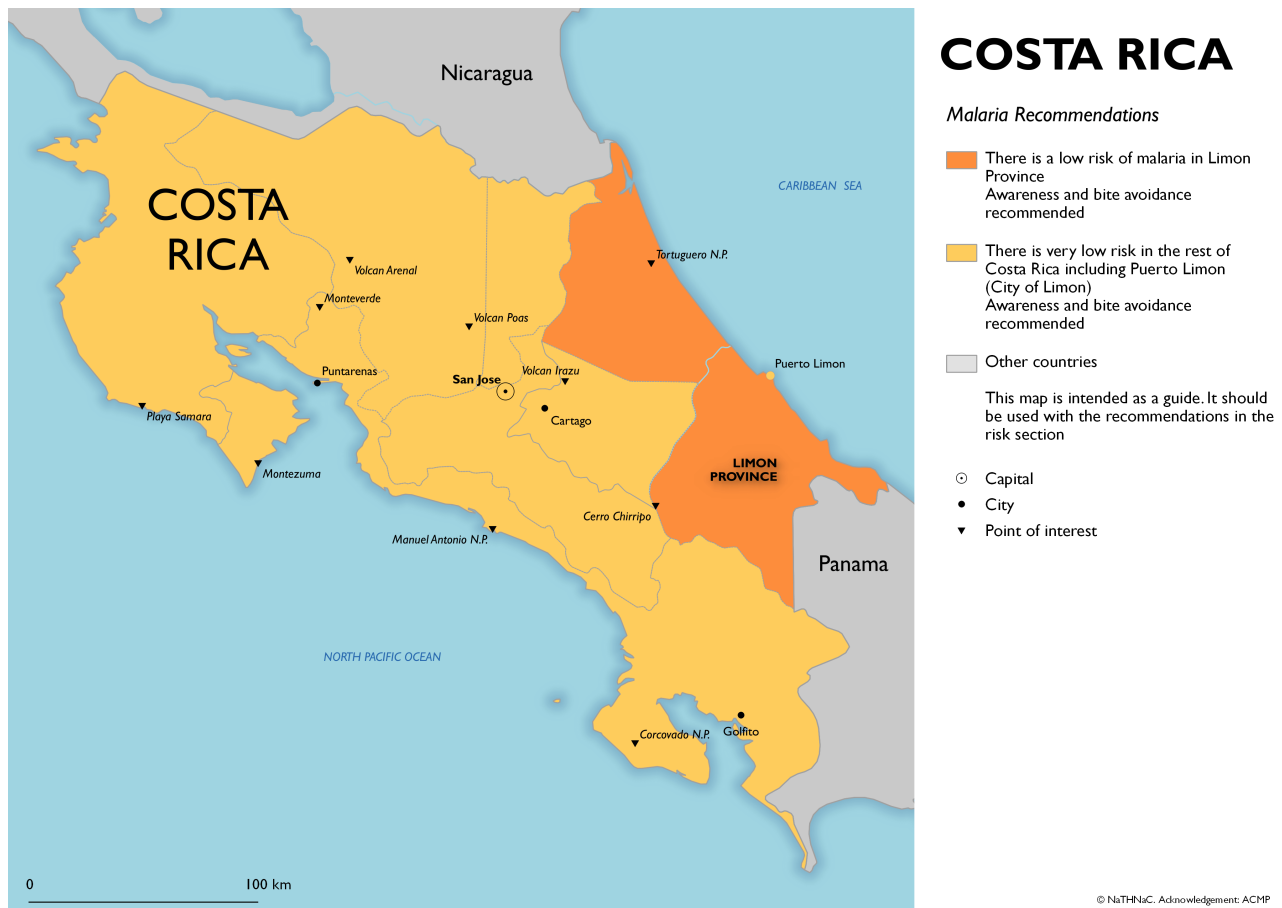 Nicaragua
COSTA
RICA
CARIBBEAN SEA
Tortuguero N.P.
Volcan Arenal
Monteverde
Volcan Poas
Puerto Limon
Puntarenas
San Jose
Volcan Irazu
Playa Samara
Cartago
LIMON
PROVINCE
Montezuma
Cerro Chirripo
Manuel Antonio N.P.
Panama
NORTH PACIFIC OCEAN
Corcovado N.P.
Golfito
0
100 km
COSTA RICA
Malaria Recommendations
There is a low risk of malaria in Limon
Province
Awareness and bite avoidance
recommended
There is very low risk in the rest of
Costa Rica including Puerto Limon
(City of Limon)
Awareness and bite avoidance
recommended
Other countries
This map is intended as a guide. It should
be used with the recommendations in the
risk section
Capital
City
Point of interest
© NaTHNaC. Acknowledgement: ACMP